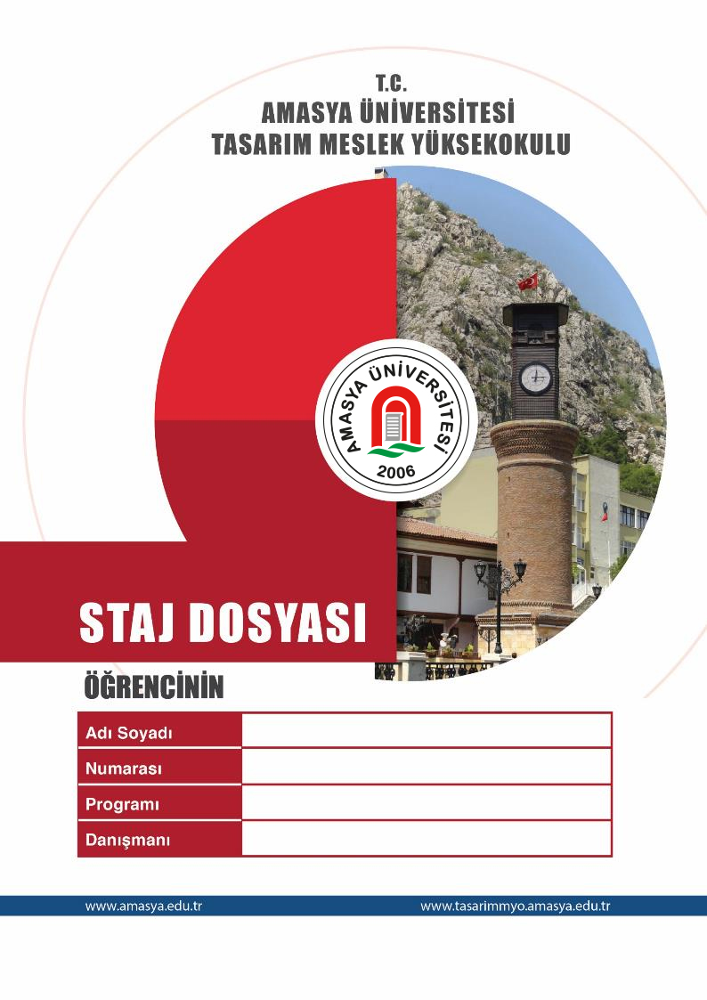 T.C.
AMASYA ÜNİVERSİTESİ
TASARIM MESLEK YÜKSEKOKULU
AMASYA ÜNİVERSİTESİ
2006
STAJ DOSYASI
ÖĞRENCİNİN
Adı Soyadı
Numarası
Programı
Danışmanı
www.amasya.edu.tr
www.tasarimmyo.amasya.edu.tr